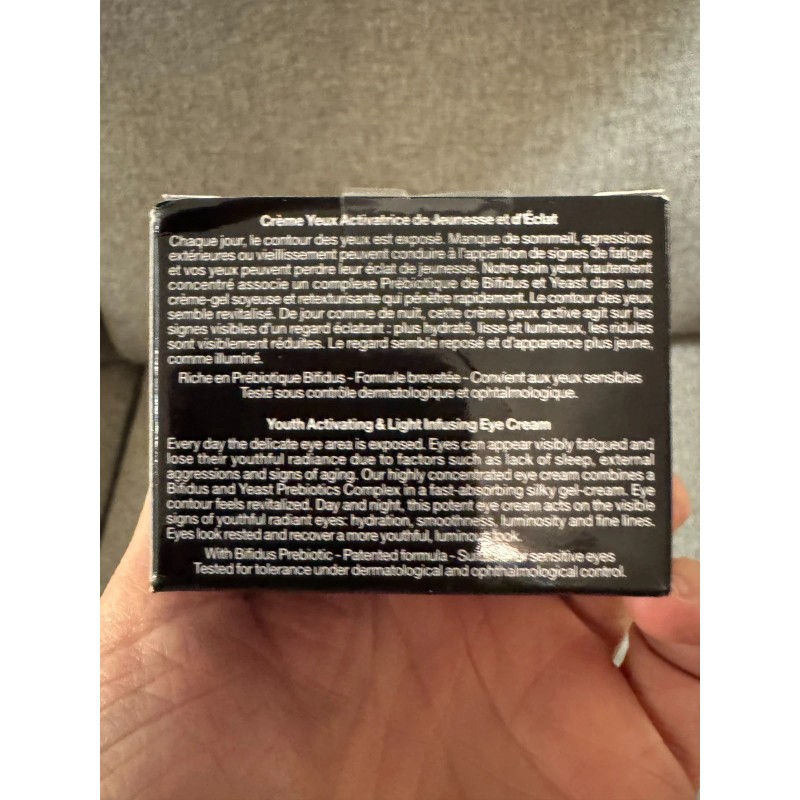 Crème Yeux Activatrice de Jeunesse et d'Éclat
Chaque jour, le contour des yeux est exposé. Manque de sommeil, agressions
extérieures ou vieillissement peuvent conduire à l'apparition de signes de fatigue
et vos yeux peuvent perdre leur éclat de jeunesse. Notre soin yeux hautement
concentré associe un complexe Prébiotique de Bifidus et Yeast dans une
crème-gel soyeuse et retexturisante qui pénètre rapidement. Le contour des yeux
semble revitalisé. De jour comme de nuit, cette crème yeux active agit sur les
signes visibles d'un regard éclatant : plus hydraté, lisse et lumineux, les ridules
sont visiblement réduites. Le regard semble reposé et d'apparence plus jeune,
comme illuminé.
Riche en Prébiotique Bifidus - Formule brevetée - Convient aux yeux sensibles
Testé sous contrôle dermatologique et ophtalmologique.
Youth Activating & Light Infusing Eye Cream
Every day the delicate eye area is exposed. Eyes can appear visibly fatigued and
lose their youthful radiance due to factors such as lack of sleep, external
aggressions and signs of aging. Our highly concentrated eye cream combines a
Bifidus and Yeast Prebiotics Complex in a fast-absorbing silky gel-cream. Eye
contour feels revitalized. Day and night, this potent eye cream acts on the visible
signs of youthful radiant eyes: hydration, smoothness, luminosity and fine lines.
Eyes look rested and recover a more youthful, luminous look.
With Bifidus Prebiotic - Patented formula - sensitive eyes
Tested for tolerance under dermatological and ophthalmological control.